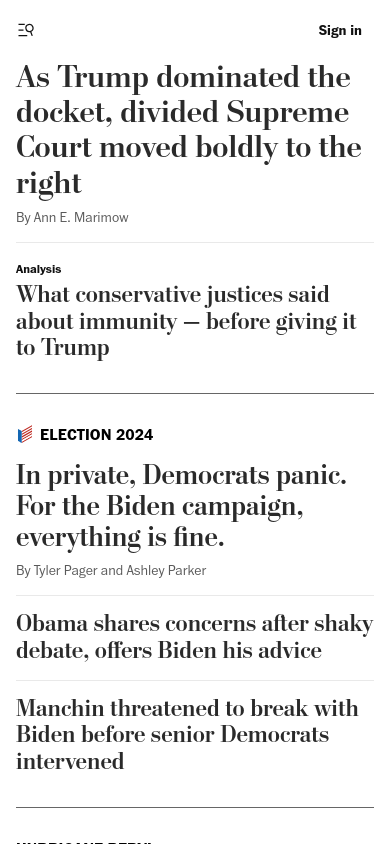 Sign in
As Trump dominated the
docket, divided Supreme
Court moved boldly to the
right
By Ann E. Marimow
Analysis
What conservative justices said
about immunity — before giving it
to Trump
ELECTION 2024
In private, Democrats panic.
For the Biden campaign,
everything is fine.
By Tyler Pager and Ashley Parker
Obama shares concerns after shaky
debate, offers Biden his advice
Manchin threatened to break with
Biden before senior Democrats
intervened